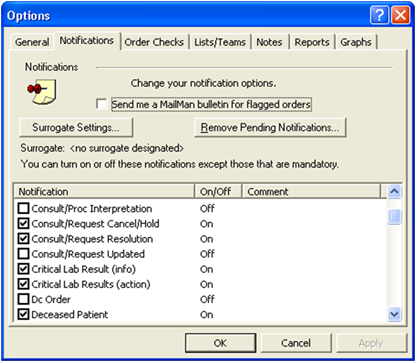 Options
General Notifications Order Checks Lists/Teams Notes Reports Graphs
Notifications
Change your notification options.
Send me a MailMan bulletin for flagged orders
Surrogate Settings... Remove Pending Notifications...
Surrogate: <no surrogate designated>
You can turn on or off these notifications except those that are mandatory.
Notification On/Off Comment
Consult/Proc Interpretation Off
Consult/Request Cancel/Hold On
Consult/Request Resolution On
Consult/Request Updated Off
Critical Lab Result (info) On
Critical Lab Results (action) On
Dc Order Off
Deceased Patient On
OK Cancel Apply